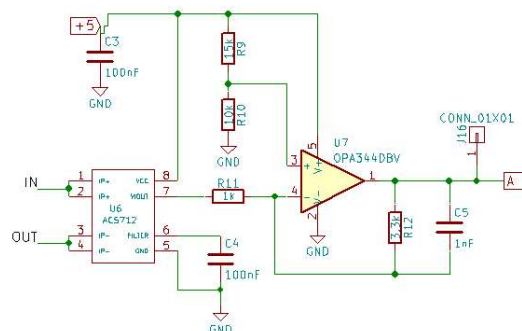 +5
C3
100nF
GND
15k
R9
10k
R10
GND
U7
OPA344DBV
3
4
5
V+
+
-
V-
2
1
GND
CONN_01X01
J16
1
A
IN
OUT
1
2
3
4
IP+
IP+
IP-
IP-
U6
ACS712
VCC
VIOUT
FILTER
GND
8
7
6
5
R11
1k
C4
100nF
GND
3.3k
R12
C5
1nF